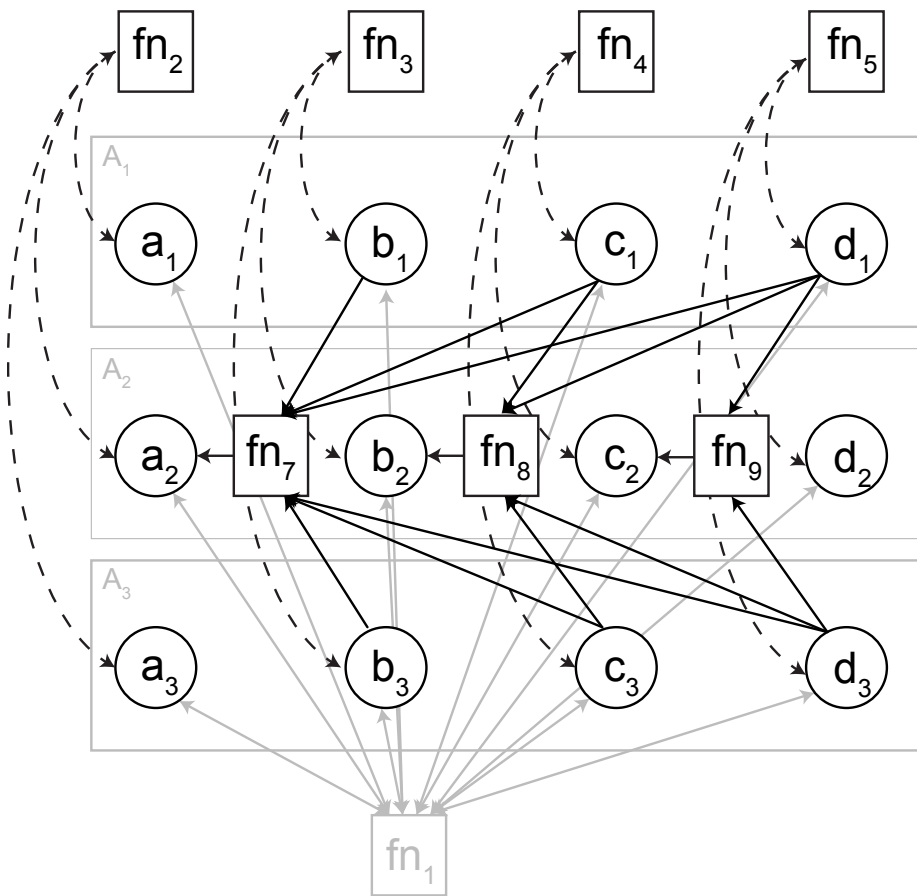 fn₂ fn₃ fn₄ fn₅
A₁
a₁ b₁ c₁ d₁
A₂
a₂ fn₇ b₂ fn₈ c₂ fn₉ d₂
A₃
a₃ b₃ c₃ d₃
fn₁